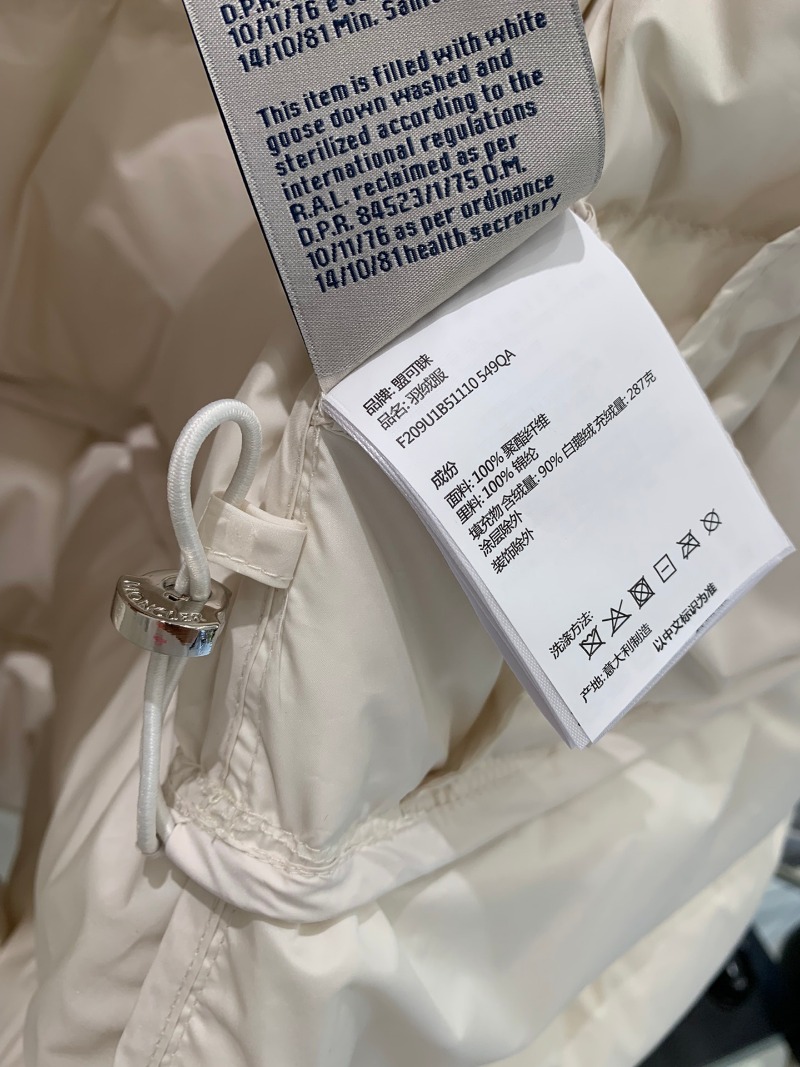 D.P.R.
10/11/76 e
14/10/81 Min. Sanit
This item is filled with white
goose down washed and
sterilized according to the
international regulations
R.A.L. reclaimed as per
D.P.R. 84523/1/75 D.M.
10/11/76 as per ordinance
14/10/81 health secretary
品牌: 盟可睐
品名: 羽绒服
F209U1B51110 549QA
成份
面料: 100% 聚酯纤维
里料: 100% 锦纶
填充物 含绒量: 90% 白鹅绒 充绒量: 287克
涂层除外
装饰除外
洗涤方法:
产地: 意大利制造
以中文标识为准
MONCLER